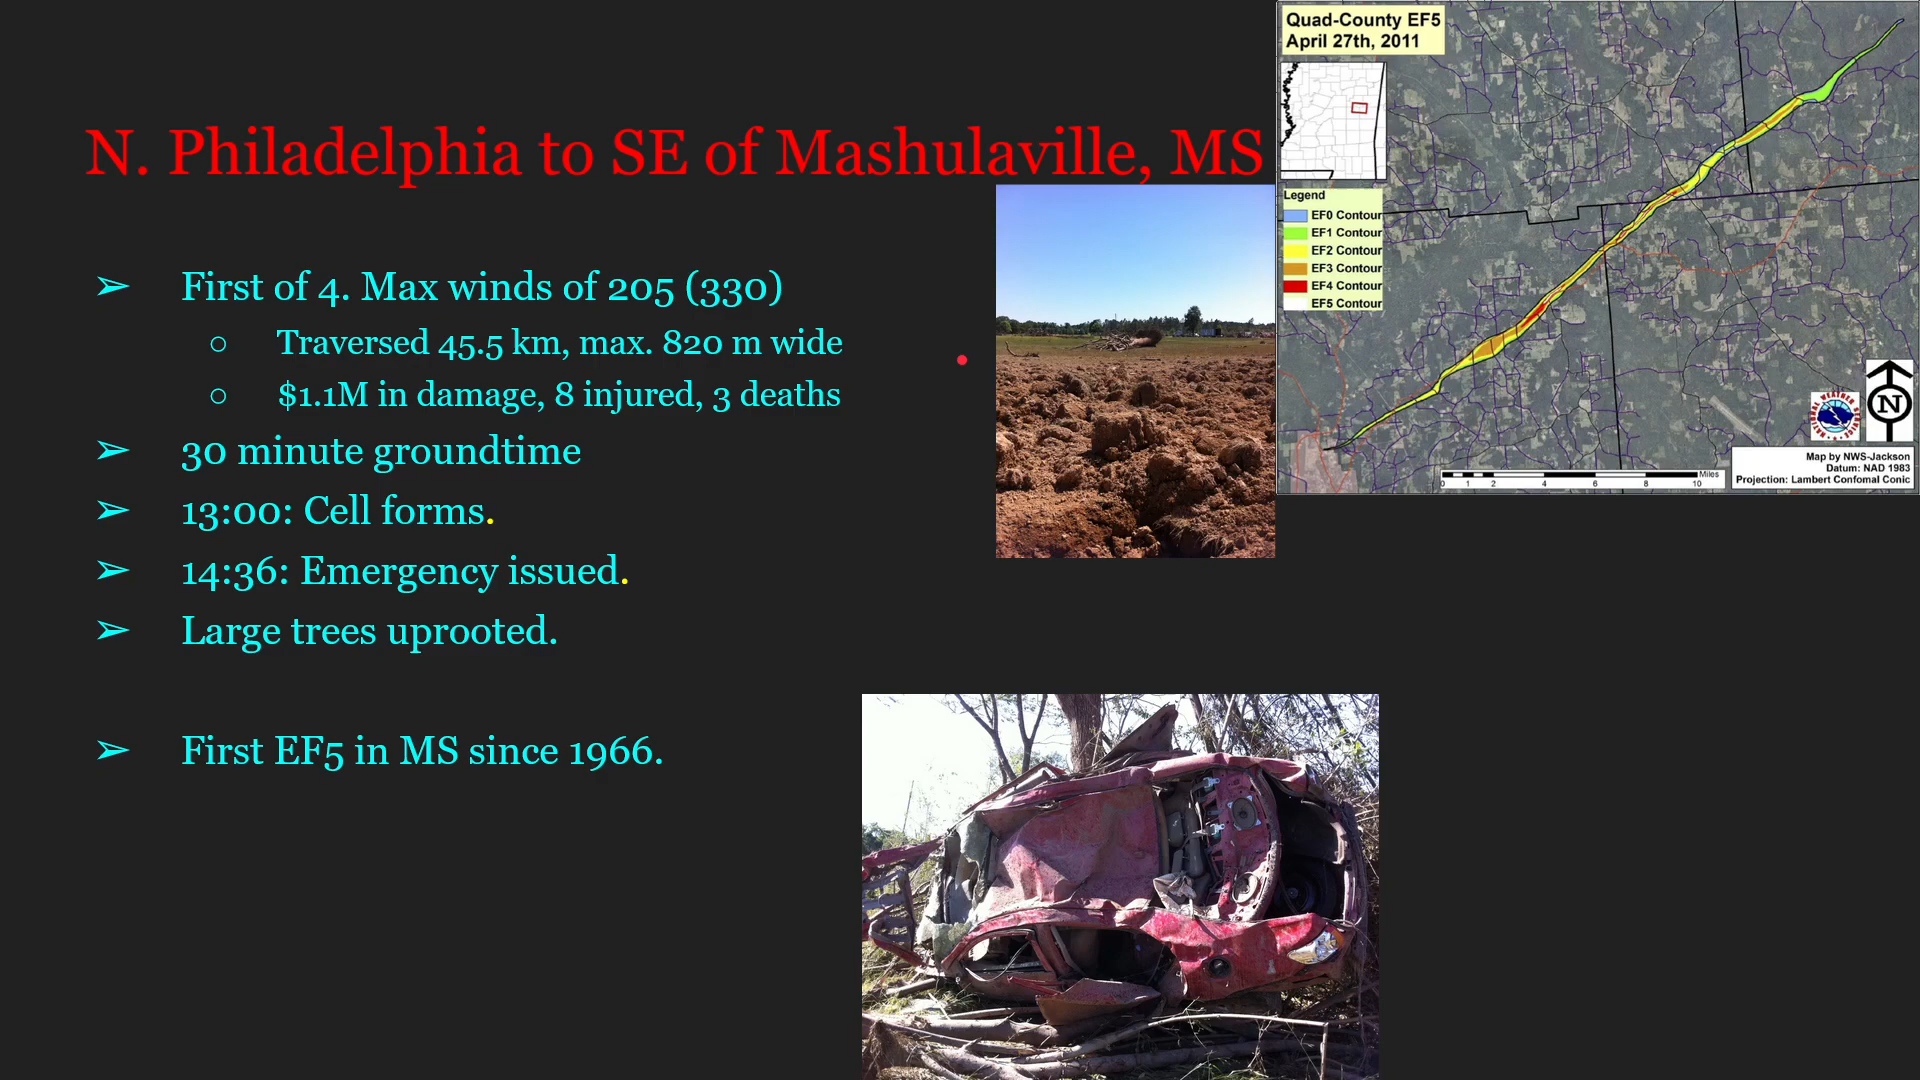 N. Philadelphia to SE of Mashulaville, MS
➢ First of 4. Max winds of 205 (330)
○ Traversed 45.5 km, max. 820 m wide
○ $1.1M in damage, 8 injured, 3 deaths
➢ 30 minute groundtime
➢ 13:00: Cell forms.
➢ 14:36: Emergency issued.
➢ Large trees uprooted.
➢ First EF5 in MS since 1966.
Quad-County EF5
April 27th, 2011
Legend
EF0 Contour
EF1 Contour
EF2 Contour
EF3 Contour
EF4 Contour
EF5 Contour
N
Map by NWS-Jackson
Datum: NAD 1983
Projection: Lambert Confomal Conic
Miles
0 1 2 4 6 8 10